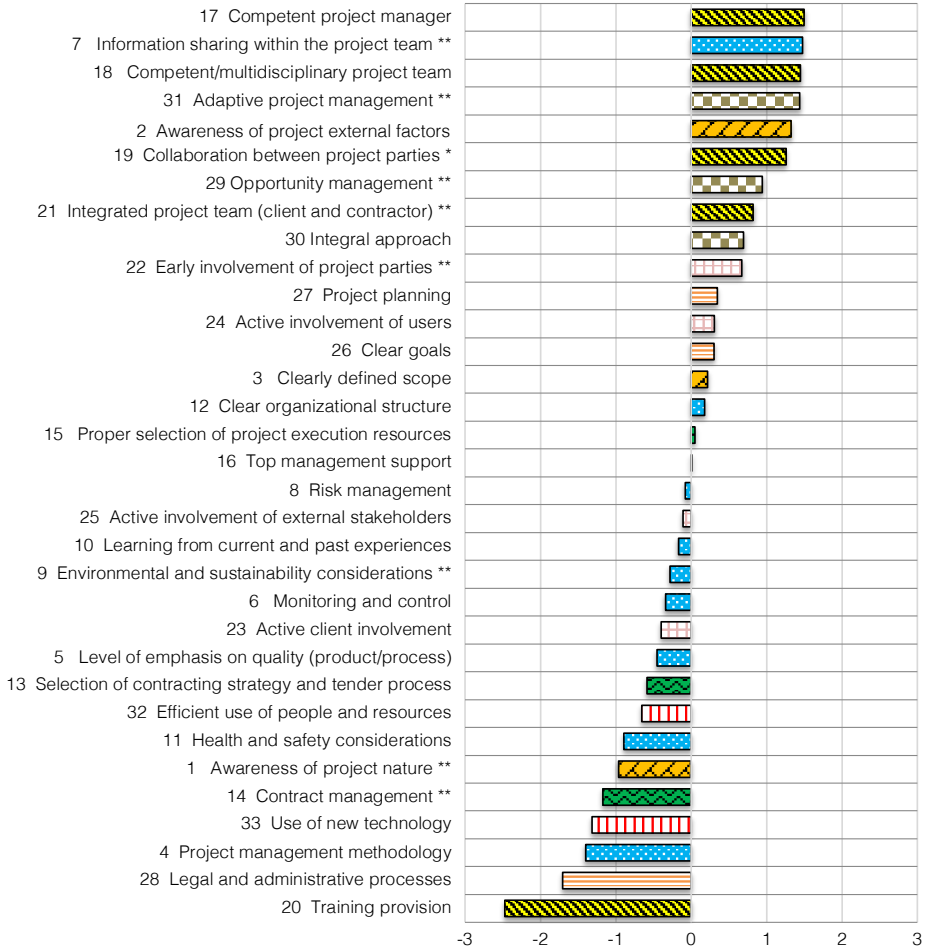 17 Competent project manager
7 Information sharing within the project team **
18 Competent/multidisciplinary project team
31 Adaptive project management **
2 Awareness of project external factors
19 Collaboration between project parties *
29 Opportunity management **
21 Integrated project team (client and contractor) **
30 Integral approach
22 Early involvement of project parties **
27 Project planning
24 Active involvement of users
26 Clear goals
3 Clearly defined scope
12 Clear organizational structure
15 Proper selection of project execution resources
16 Top management support
8 Risk management
25 Active involvement of external stakeholders
10 Learning from current and past experiences
9 Environmental and sustainability considerations **
6 Monitoring and control
23 Active client involvement
5 Level of emphasis on quality (product/process)
13 Selection of contracting strategy and tender process
32 Efficient use of people and resources
11 Health and safety considerations
1 Awareness of project nature **
14 Contract management **
33 Use of new technology
4 Project management methodology
28 Legal and administrative processes
20 Training provision
-3 -2 -1 0 1 2 3